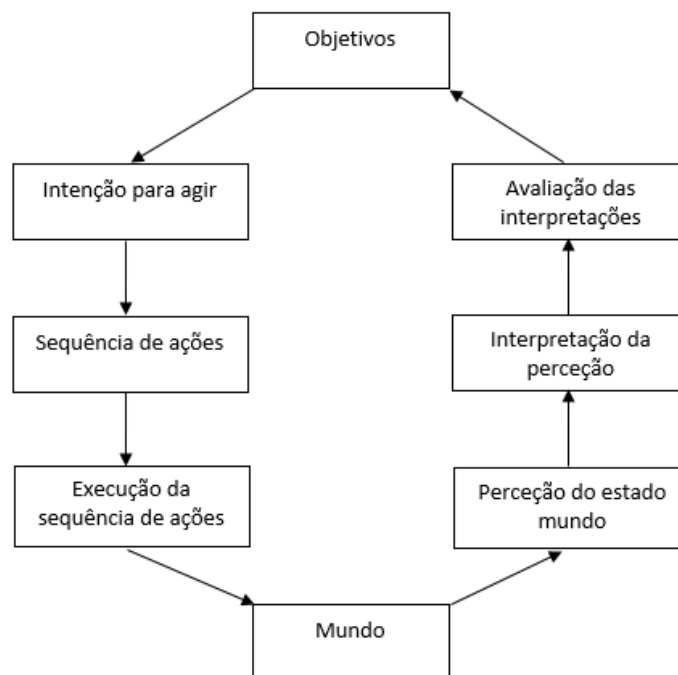 Objetivos
Intenção para agir
Avaliação das
interpretações
Sequência de ações
Interpretação da
perceção
Execução da
sequência de ações
Perceção do estado
mundo
Mundo